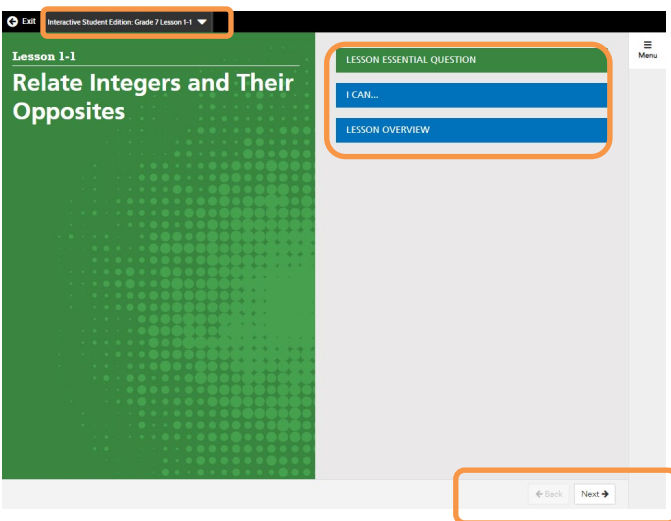 Exit Interactive Student Edition: Grade 7 Lesson 1-1
Menu
Lesson 1-1
Relate Integers and Their
Opposites
LESSON ESSENTIAL QUESTION
I CAN...
LESSON OVERVIEW
Back Next